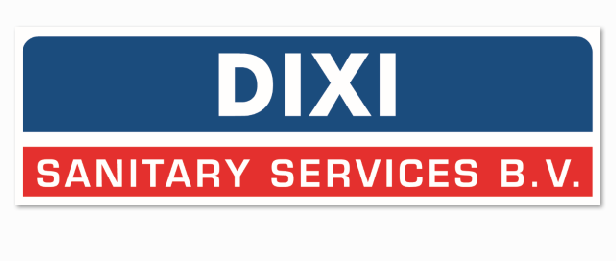 DIXI
SANITARY SERVICES B.V.